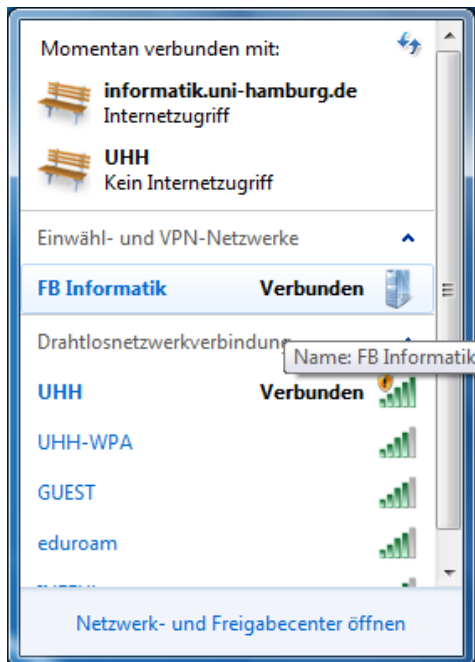 Momentan verbunden mit:
informatik.uni-hamburg.de
Internetzugriff
UHH
Kein Internetzugriff
Einwähl- und VPN-Netzwerke
FB Informatik Verbunden
Drahtlosnetzwerkverbindung
Name: FB Informatik
UHH Verbunden
UHH-WPA
GUEST
eduroam
Netzwerk- und Freigabecenter öffnen